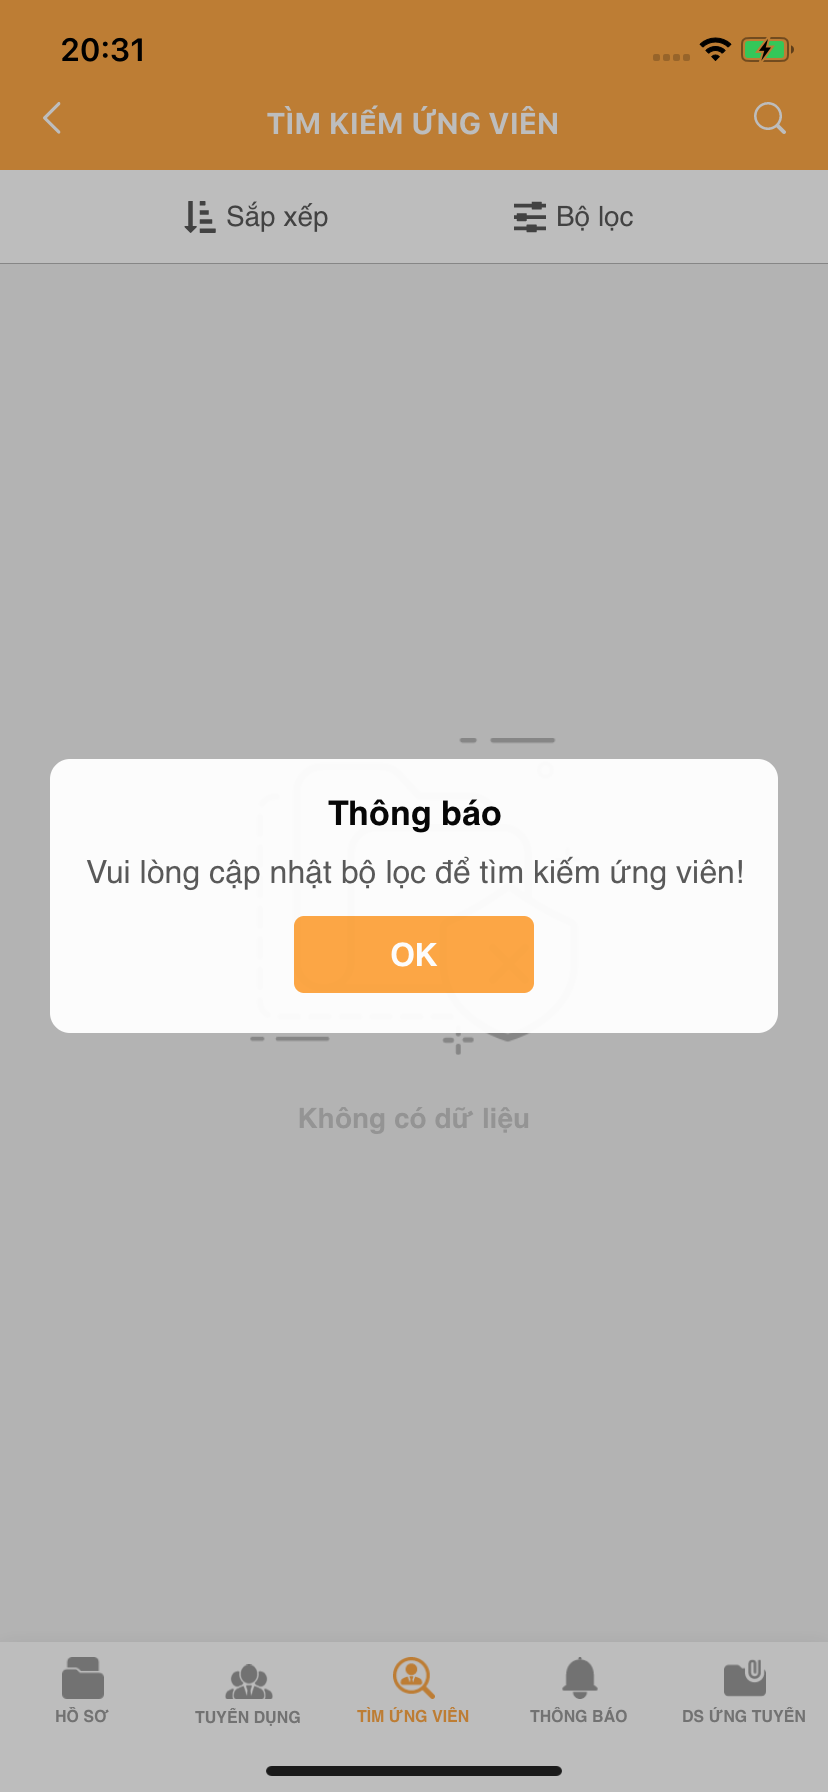 20:31
TÌM KIẾM ỨNG VIÊN
Sắp xếp
Bộ lọc
Thông báo
Vui lòng cập nhật bộ lọc để tìm kiếm ứng viên!
OK
Không có dữ liệu
HỒ SƠ
TUYỂN DỤNG
TÌM ỨNG VIÊN
THÔNG BÁO
DS ỨNG TUYỂN